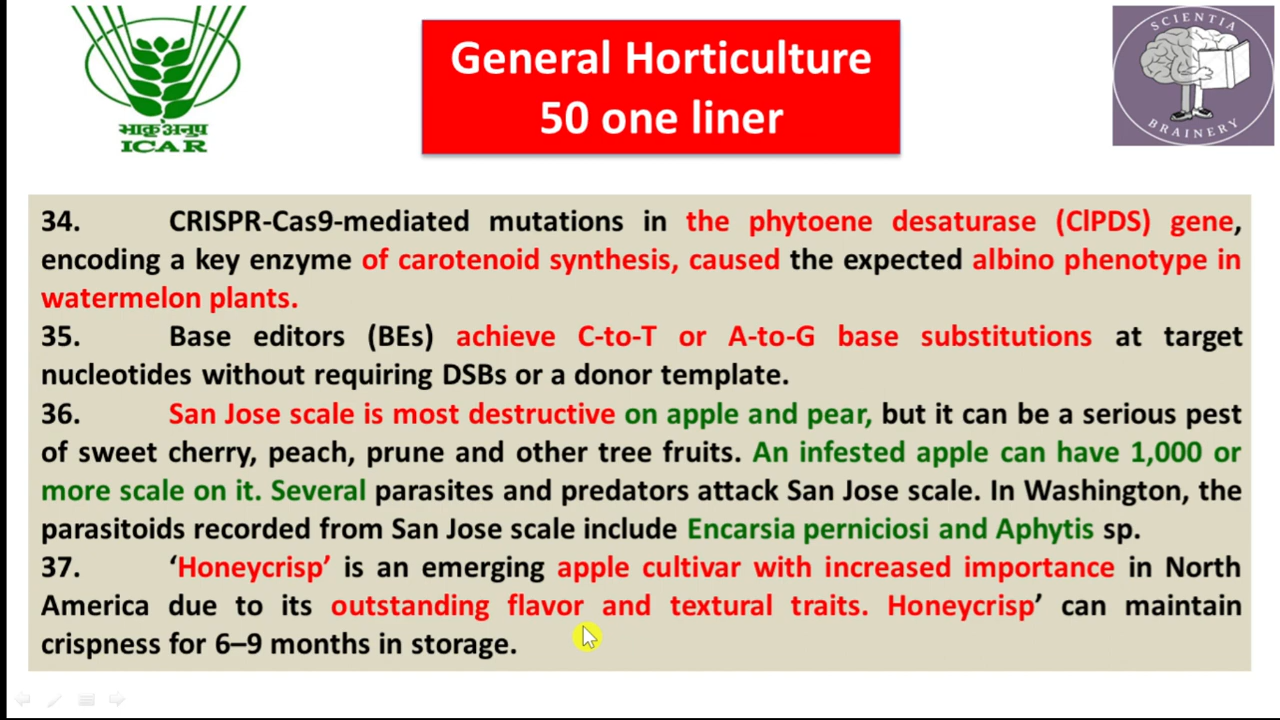 General Horticulture
50 one liner
भाकृअनुप
ICAR
SCIENTIA
BRAINERY
34. CRISPR-Cas9-mediated mutations in the phytoene desaturase (ClPDS) gene,
encoding a key enzyme of carotenoid synthesis, caused the expected albino phenotype in
watermelon plants.
35. Base editors (BEs) achieve C-to-T or A-to-G base substitutions at target
nucleotides without requiring DSBs or a donor template.
36. San Jose scale is most destructive on apple and pear, but it can be a serious pest
of sweet cherry, peach, prune and other tree fruits. An infested apple can have 1,000 or
more scale on it. Several parasites and predators attack San Jose scale. In Washington, the
parasitoids recorded from San Jose scale include Encarsia perniciosi and Aphytis sp.
37. ‘Honeycrisp’ is an emerging apple cultivar with increased importance in North
America due to its outstanding flavor and textural traits. Honeycrisp’ can maintain
crispness for 6–9 months in storage.